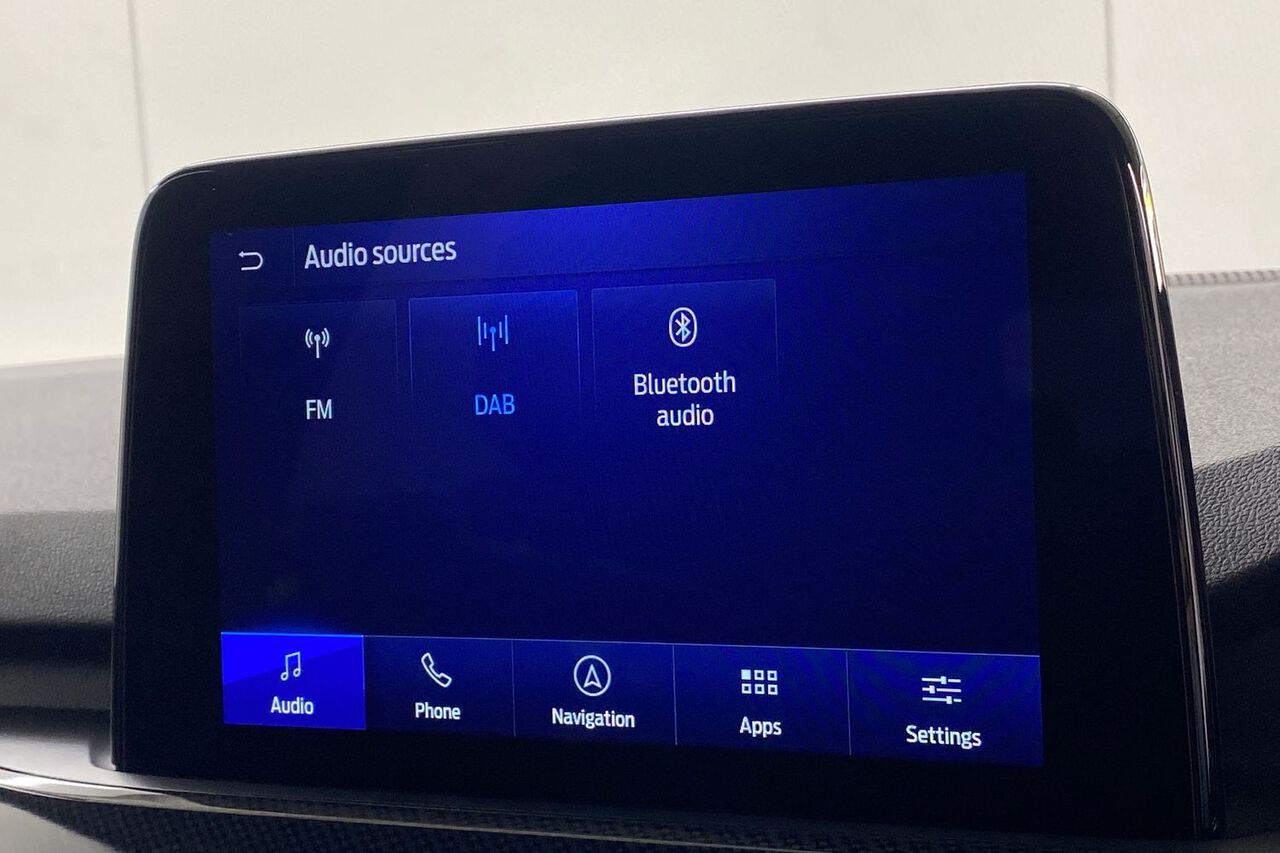 Audio sources
FM
DAB
Bluetooth
audio
Audio
Phone
Navigation
Apps
Settings